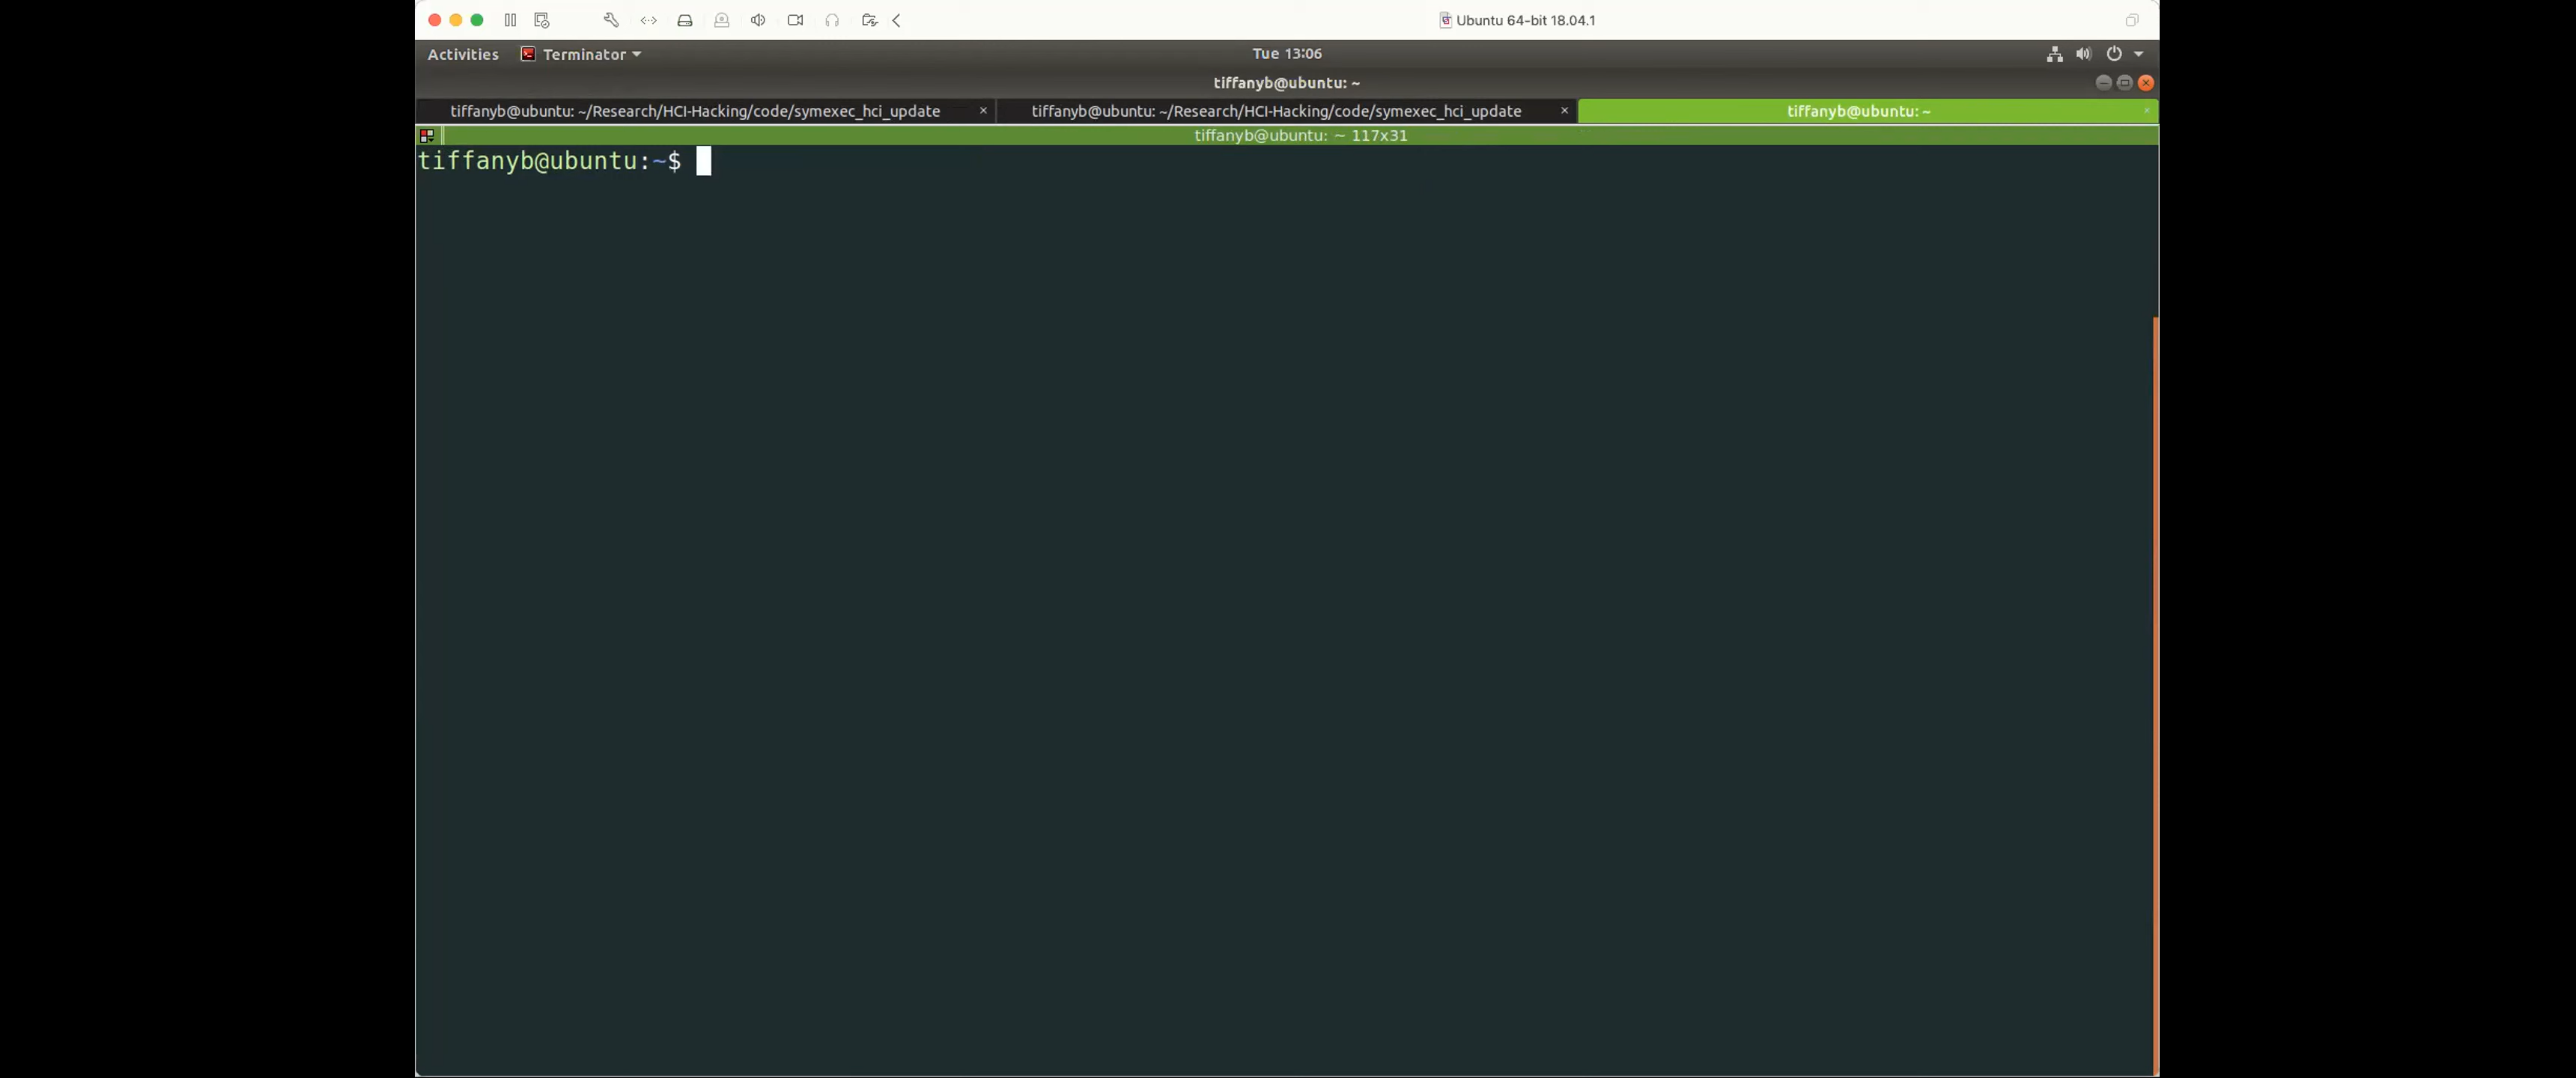 Ubuntu 64-bit 18.04.1
Activities Terminator Tue 13:06
tiffanyb@ubuntu: ~
tiffanyb@ubuntu: ~/Research/HCI-Hacking/code/symexec_hci_update × tiffanyb@ubuntu: ~/Research/HCI-Hacking/code/symexec_hci_update × tiffanyb@ubuntu: ~ ×
tiffanyb@ubuntu: ~ 117x31
tiffanyb@ubuntu:~$